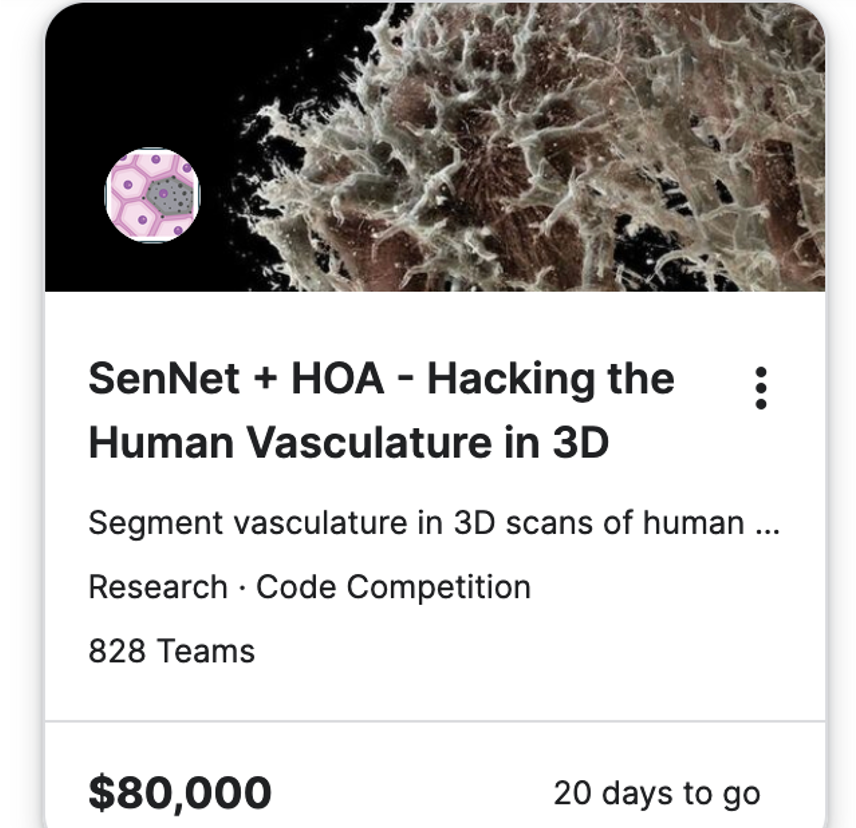 SenNet + HOA - Hacking the
Human Vasculature in 3D
Segment vasculature in 3D scans of human ...
Research · Code Competition
828 Teams
$80,000
20 days to go